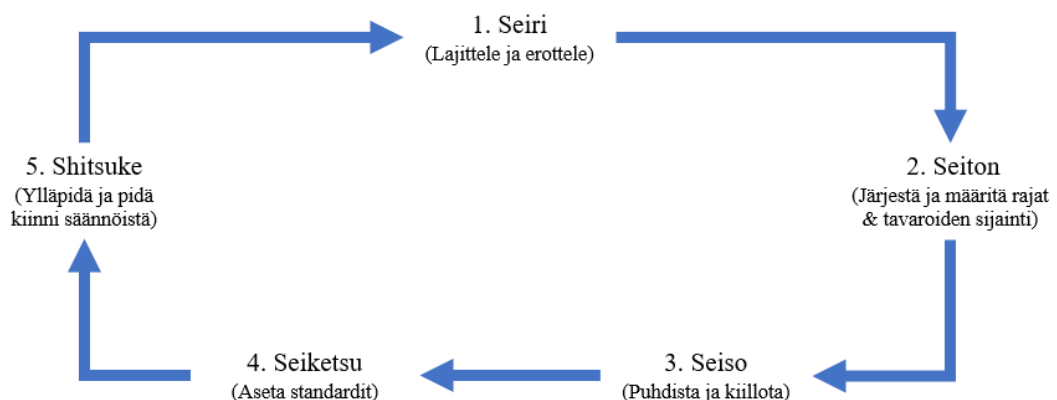 1. Seiri
(Lajittele ja erottele)
2. Seiton
(Järjestä ja määritä rajat
& tavaroiden sijainti)
3. Seiso
(Puhdista ja kiillota)
4. Seiketsu
(Aseta standardit)
5. Shitsuke
(Ylläpidä ja pidä
kiinni säännöistä)